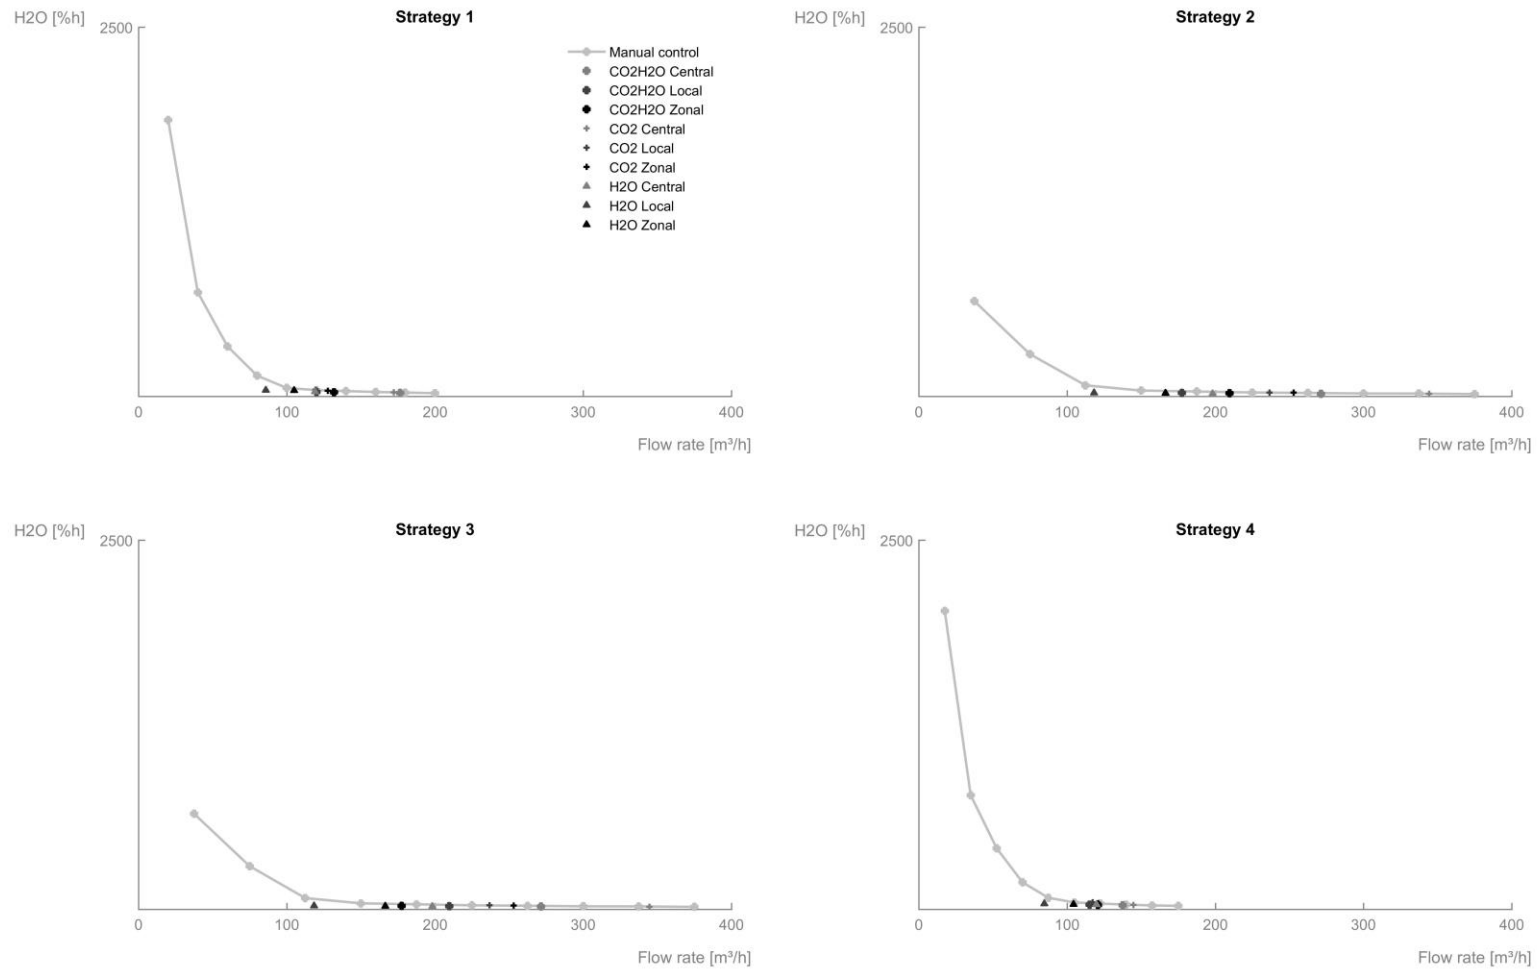 H2O [%h]
Strategy 1
2500
Manual control
CO2H2O Central
CO2H2O Local
CO2H2O Zonal
CO2 Central
CO2 Local
CO2 Zonal
H2O Central
H2O Local
H2O Zonal
0 100 200 300 400
Flow rate [m³/h]
H2O [%h]
Strategy 2
2500
0 100 200 300 400
Flow rate [m³/h]
H2O [%h]
Strategy 3
2500
0 100 200 300 400
Flow rate [m³/h]
H2O [%h]
Strategy 4
2500
0 100 200 300 400
Flow rate [m³/h]